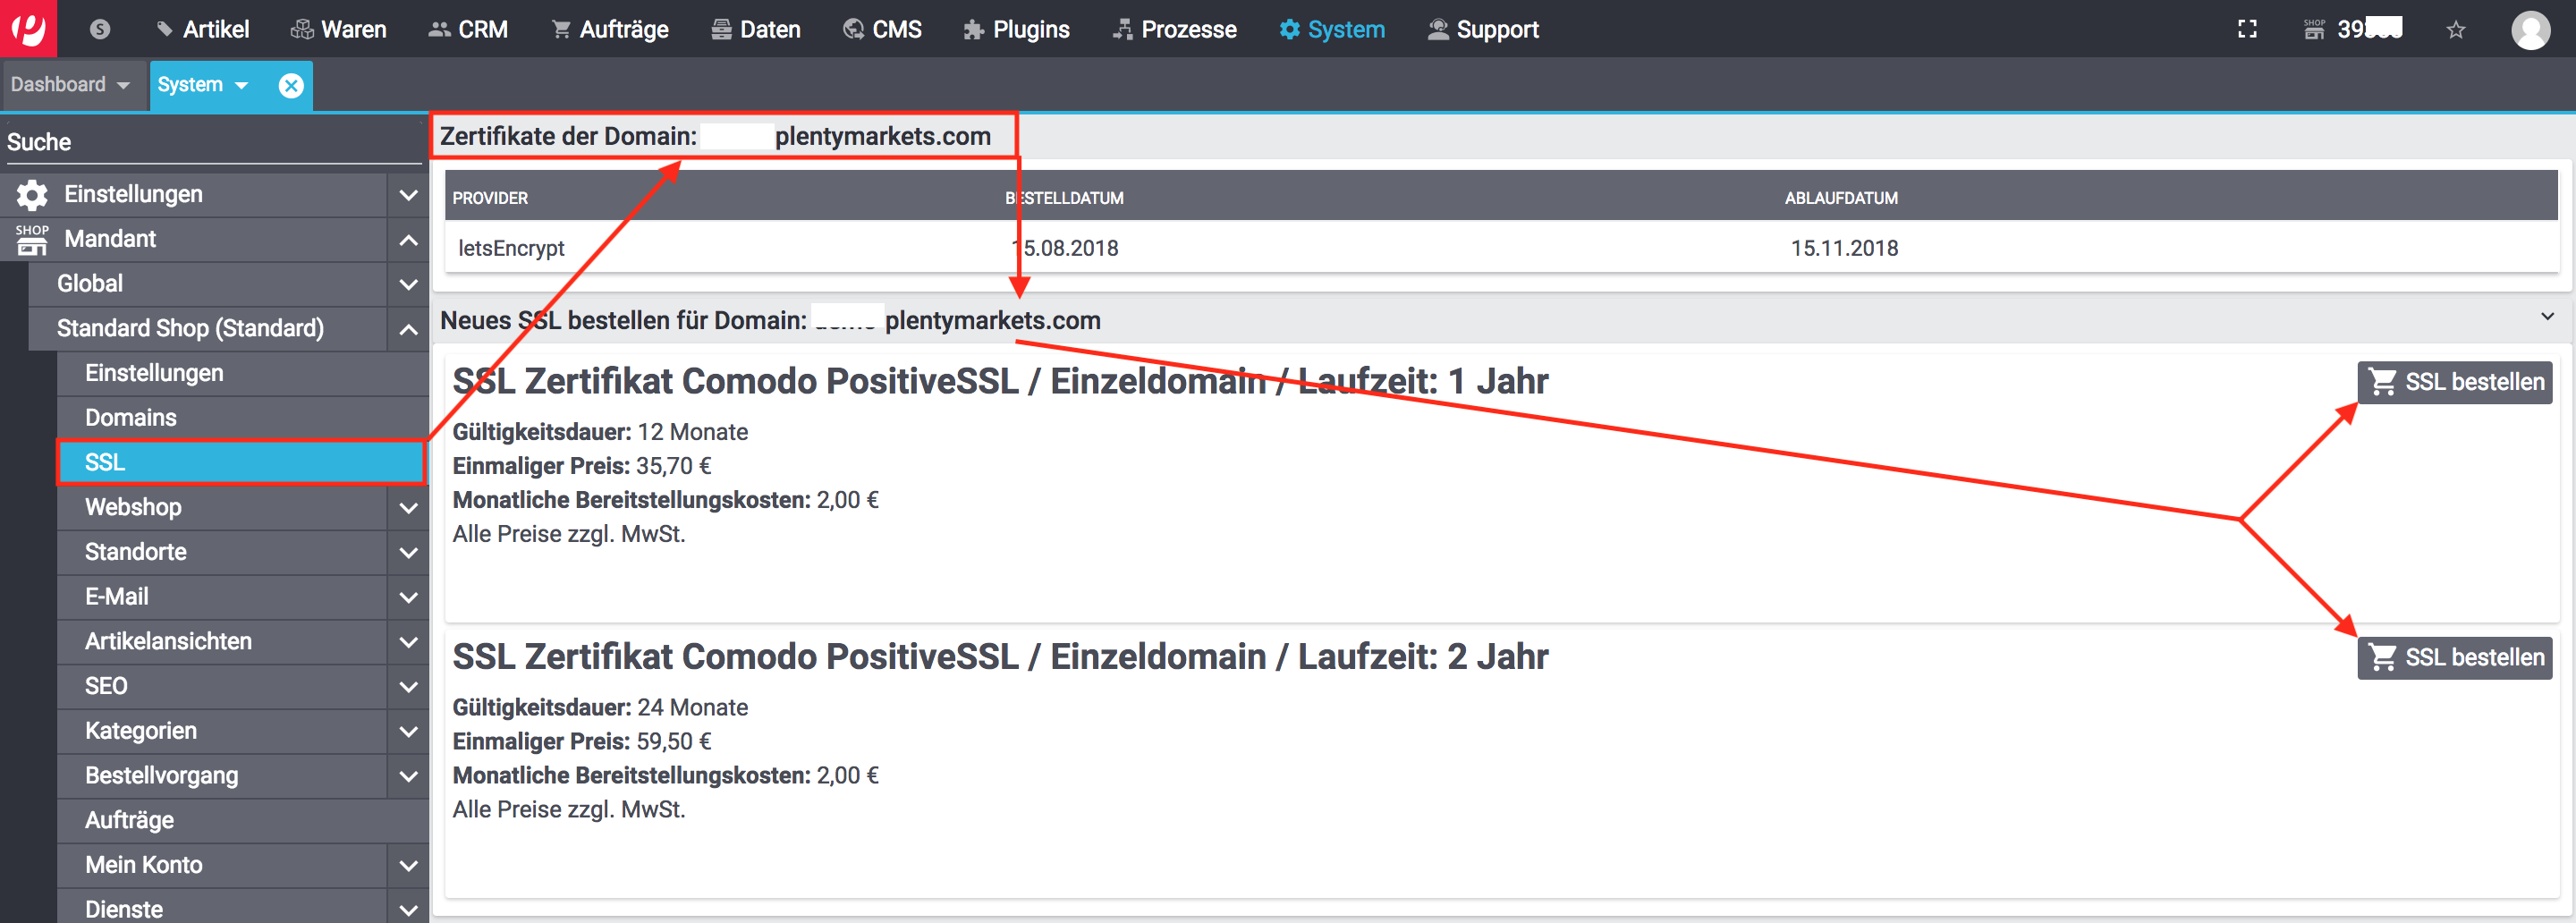 S Artikel Waren CRM Aufträge Daten CMS Plugins Prozesse System Support SHOP
Dashboard System
Suche
Einstellungen
SHOP Mandant
Global
Standard Shop (Standard)
Einstellungen
Domains
SSL
Webshop
Standorte
E-Mail
Artikelansichten
SEO
Kategorien
Bestellvorgang
Aufträge
Mein Konto
Dienste
Zertifikate der Domain: plentymarkets.com
PROVIDER BESTELLDATUM ABLAUFDATUM
letsEncrypt 15.08.2018 15.11.2018
Neues SSL bestellen für Domain: plentymarkets.com
SSL Zertifikat Comodo PositiveSSL / Einzeldomain / Laufzeit: 1 Jahr
SSL bestellen
Gültigkeitsdauer: 12 Monate
Einmaliger Preis: 35,70 €
Monatliche Bereitstellungskosten: 2,00 €
Alle Preise zzgl. MwSt.
SSL Zertifikat Comodo PositiveSSL / Einzeldomain / Laufzeit: 2 Jahr
SSL bestellen
Gültigkeitsdauer: 24 Monate
Einmaliger Preis: 59,50 €
Monatliche Bereitstellungskosten: 2,00 €
Alle Preise zzgl. MwSt.